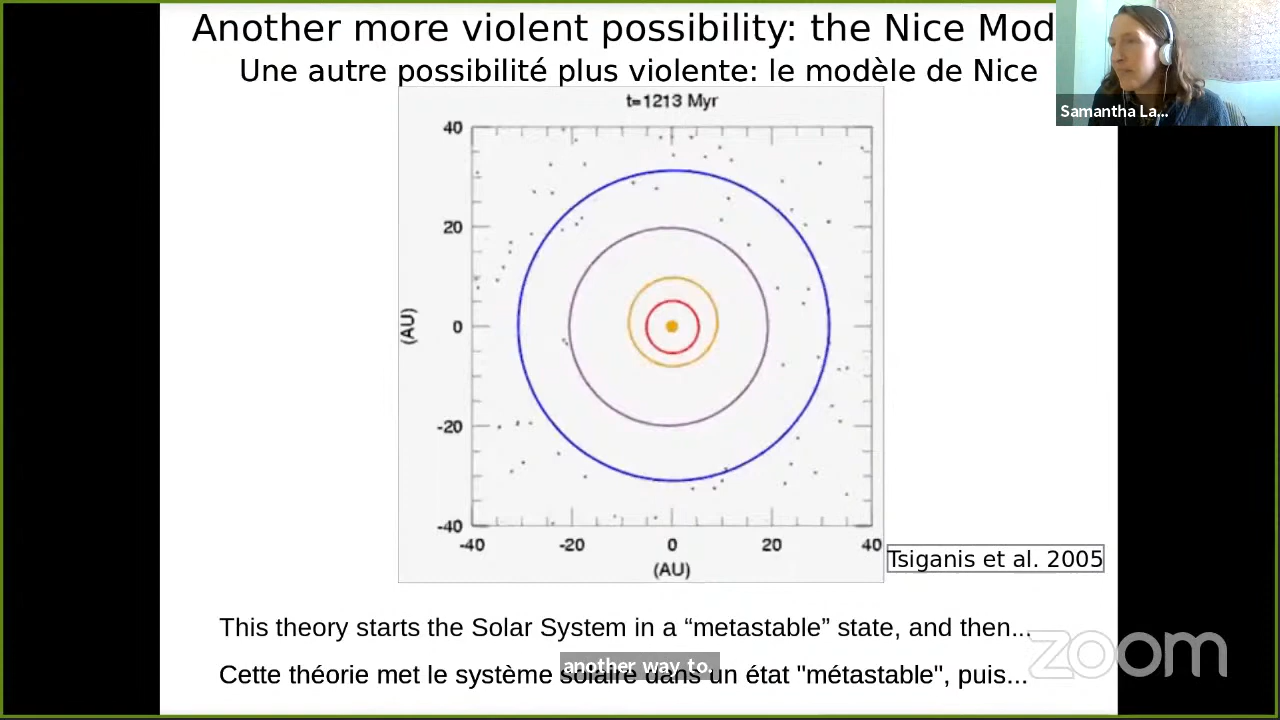 Another more violent possibility: the Nice Mod
Une autre possibilité plus violente: le modèle de Nice
Samantha La...
t=1213 Myr
40
20
0
-20
-40
(AU)
-40 -20 0 20 40
(AU)
Tsiganis et al. 2005
This theory starts the Solar System in a “metastable” state, and then...
another way to.
Cette théorie met le système solaire dans un état "métastable", puis...
zoom